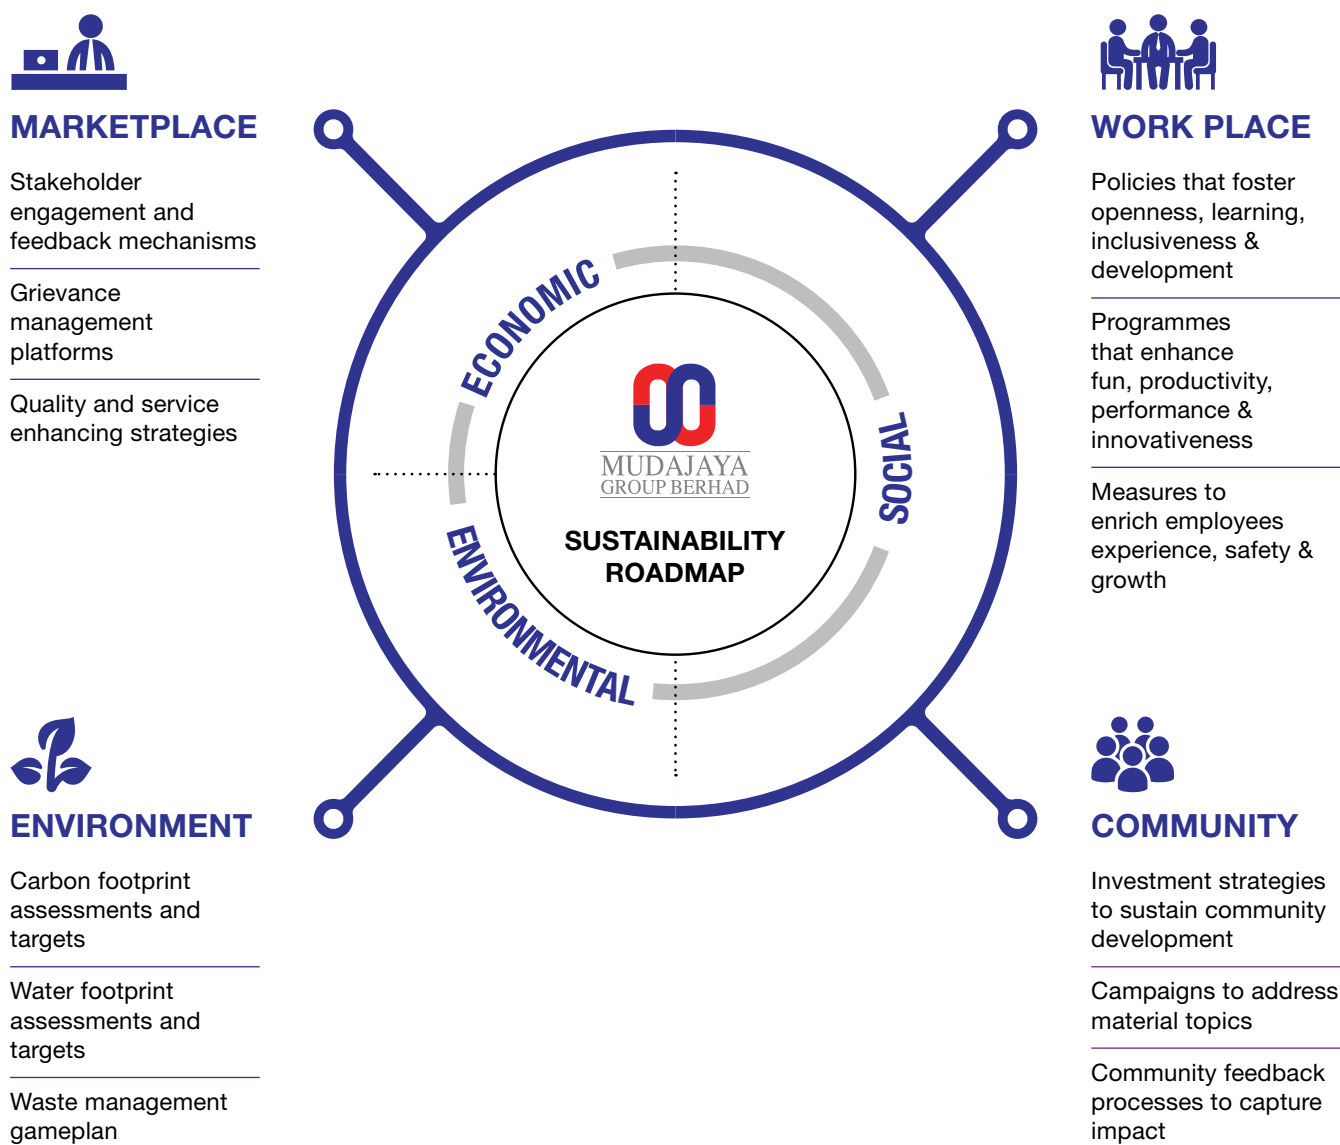 MARKETPLACE
Stakeholder
engagement and
feedback mechanisms
Grievance
management
platforms
Quality and service
enhancing strategies
WORK PLACE
Policies that foster
openness, learning,
inclusiveness &
development
Programmes
that enhance
fun, productivity,
performance &
innovativeness
Measures to
enrich employees
experience, safety &
growth
ECONOMIC
SOCIAL
ENVIRONMENTAL
MUDAJAYA
GROUP BERHAD
SUSTAINABILITY
ROADMAP
ENVIRONMENT
Carbon footprint
assessments and
targets
Water footprint
assessments and
targets
Waste management
gameplan
COMMUNITY
Investment strategies
to sustain community
development
Campaigns to address
material topics
Community feedback
processes to capture
impact